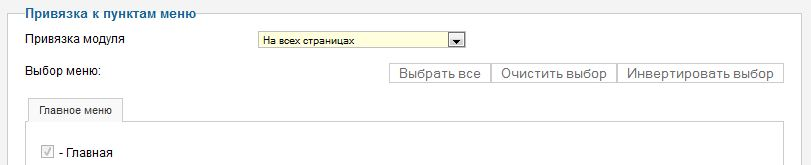 Привязка к пунктам меню
Привязка модуля На всех страницах
Выбор меню: Выбрать все Очистить выбор Инвертировать выбор
Главное меню
- Главная